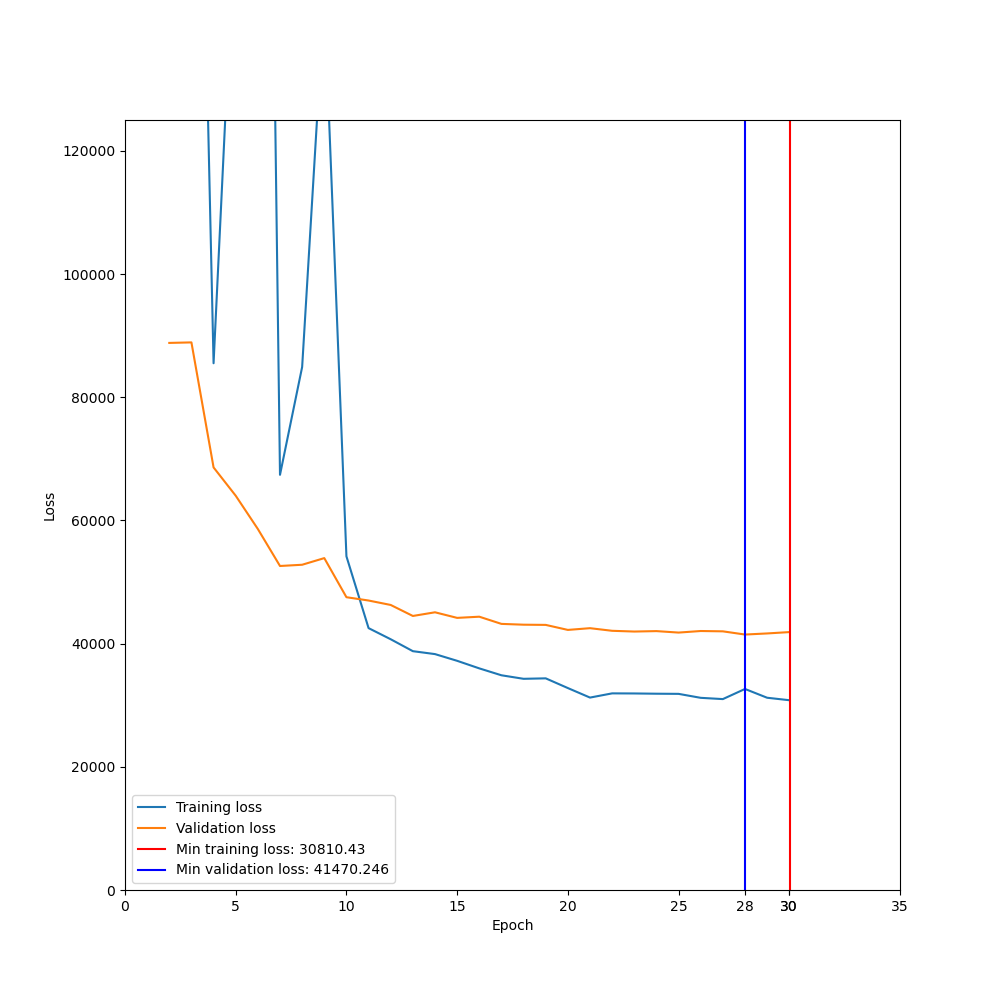 120000
100000
80000
60000
40000
20000
0
Loss
Training loss
Validation loss
Min training loss: 30810.43
Min validation loss: 41470.246
0 5 10 15 20 25 28 30 35
Epoch